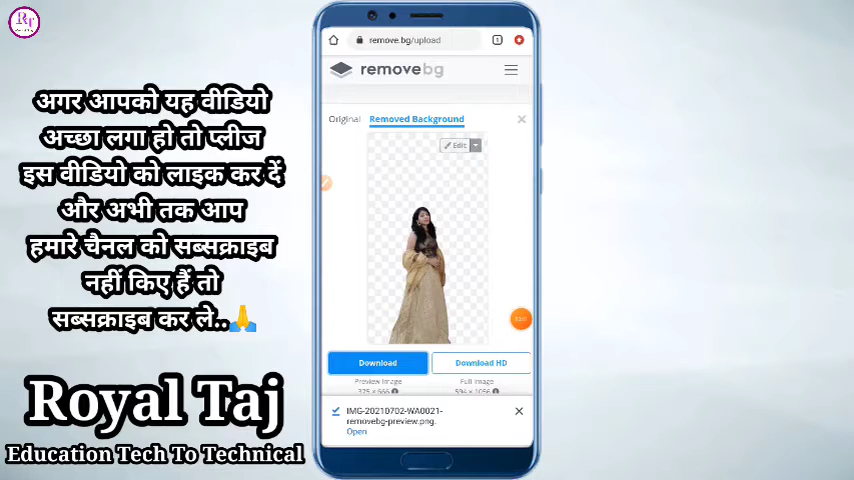 RT
अगर आपको यह वीडियो
अच्छा लगा हो तो प्लीज
इस वीडियो को लाइक कर दें
और अभी तक आप
हमारे चैनल को सब्सक्राइब
नहीं किए हैं तो
सब्सक्राइब कर ले..🙏
Royal Taj
Education Tech To Technical
remove.bg/upload
removebg
Original Removed Background
Edit
Download Download HD
Preview Image Full Image
IMG-20210702-WA0021-
removebg-preview.png.
Open